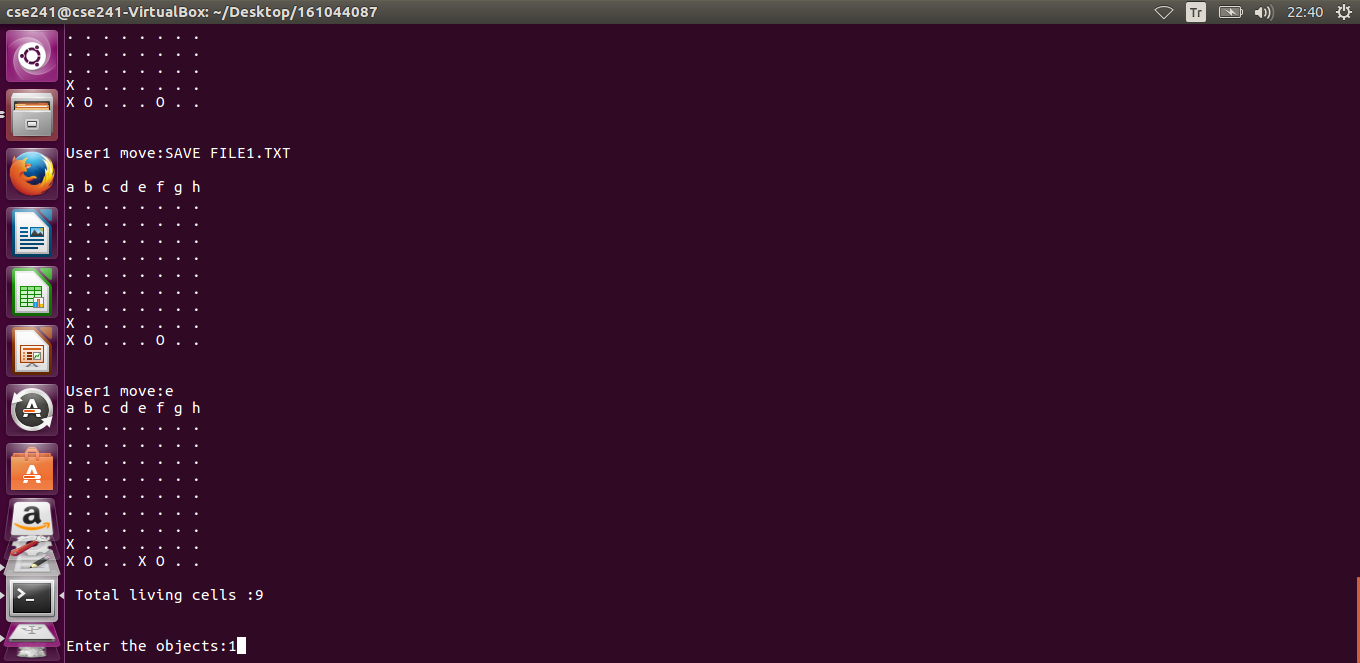 cse241@cse241-VirtualBox: ~/Desktop/161044087
Tr
22:40
. . . . . . . .
. . . . . . . .
. . . . . . . .
X . . . . . . .
X O . . . O . .
User1 move:SAVE FILE1.TXT
a b c d e f g h
. . . . . . . .
. . . . . . . .
. . . . . . . .
. . . . . . . .
. . . . . . . .
. . . . . . . .
. . . . . . . .
X . . . . . . .
X O . . . O . .
User1 move:e
a b c d e f g h
. . . . . . . .
. . . . . . . .
. . . . . . . .
. . . . . . . .
. . . . . . . .
. . . . . . . .
. . . . . . . .
X . . . . . . .
X O . . X O . .
Total living cells :9
Enter the objects:1